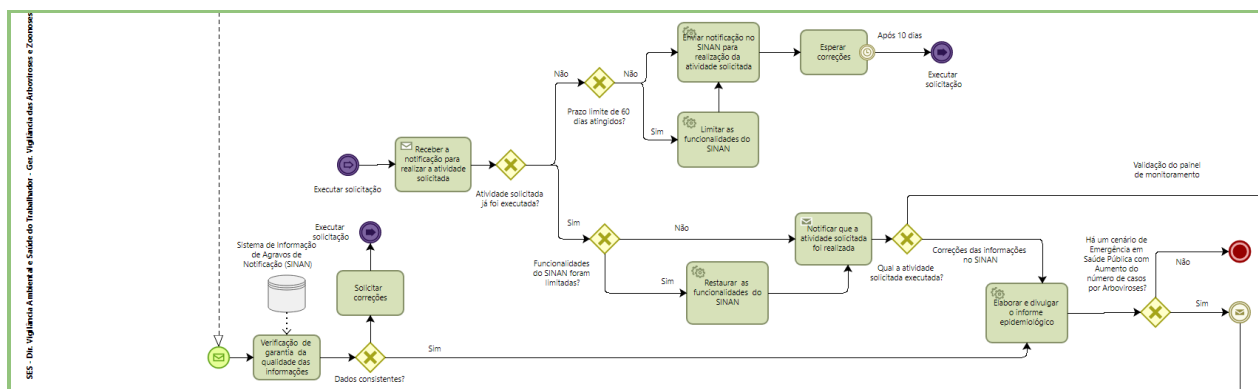 SES - Dir. Vigilância Ambiental e Saúde do Trabalhador - Ger. Vigilância das Arboviroses e Zoonoses
Enviar notificação no
SINAN para
realização da
atividade solicitada
Esperar
correções
Após 10 dias
Executar
solicitação
Não
Não
Prazo limite de 60
dias atingidos?
Sim
Limitar as
funcionalidades do
SINAN
Executar solicitação
Receber a
notificação para
realizar a atividade
solicitada
Atividade solicitada
já foi executada?
Validação do painel
de monitoramento
Sim
Executar
solicitação
Sistema de Informação
de Agravos de
Notificação (SINAN)
Solicitar
correções
Funcionalidades
do SINAN foram
limitadas?
Não
Notificar que a
atividade solicitada
foi realizada
Qual a atividade
solicitada executada?
Correções das informações
no SINAN
Sim
Restaurar as
funcionalidades do
SINAN
Elaborar e divulgar
o informe
epidemiológico
Há um cenário de
Emergência em
Saúde Pública com
Aumento do
número de casos
por Arboviroses?
Não
Sim
Verificação de
garantia da
qualidade das
informações
Dados consistentes?
Sim